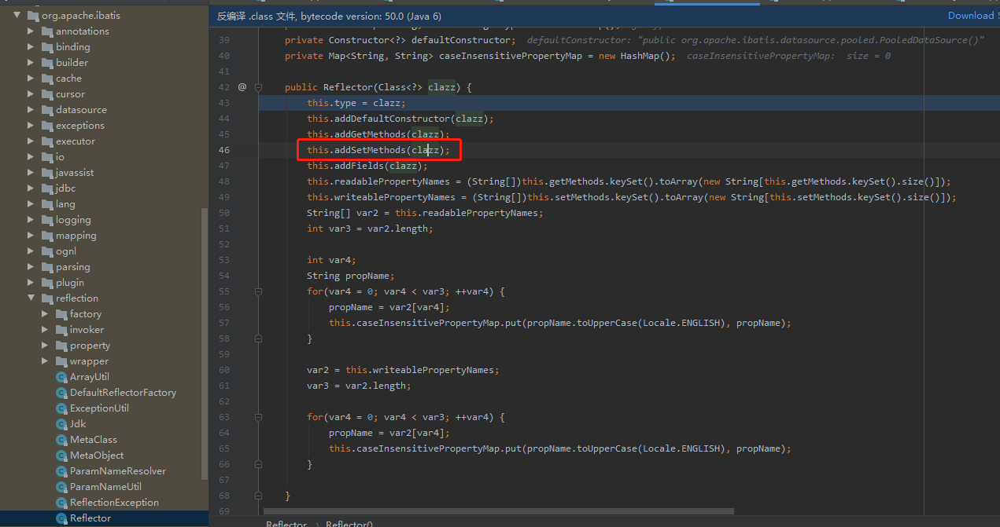 org.apache.ibatis
annotations
binding
builder
cache
cursor
datasource
exceptions
executor
io
javassist
jdbc
lang
logging
mapping
ognl
parsing
plugin
reflection
factory
invoker
property
wrapper
ArrayUtil
DefaultReflectorFactory
ExceptionUtil
Jdk
MetaClass
MetaObject
ParamNameResolver
ParamNameUtil
ReflectionException
Reflector
反编译 .class 文件, bytecode version: 50.0 (Java 6)
Download
39 private Constructor<?> defaultConstructor; defaultConstructor: "public org.apache.ibatis.datasource.pooled.PooledDataSource()"
40 private Map<String, String> caseInsensitivePropertyMap = new HashMap(); caseInsensitivePropertyMap: size = 0
41
42 @ public Reflector(Class<?> clazz) {
43 this.type = clazz;
44 this.addDefaultConstructor(clazz);
45 this.addGetMethods(clazz);
46 this.addSetMethods(clazz);
47 this.addFields(clazz);
48 this.readablePropertyNames = (String[])this.getMethods.keySet().toArray(new String[this.getMethods.keySet().size()]);
49 this.writeablePropertyNames = (String[])this.setMethods.keySet().toArray(new String[this.setMethods.keySet().size()]);
50 String[] var2 = this.readablePropertyNames;
51 int var3 = var2.length;
52
53 int var4;
54 String propName;
55 for(var4 = 0; var4 < var3; ++var4) {
56 propName = var2[var4];
57 this.caseInsensitivePropertyMap.put(propName.toUpperCase(Locale.ENGLISH), propName);
58 }
59
60 var2 = this.writeablePropertyNames;
61 var3 = var2.length;
62
63 for(var4 = 0; var4 < var3; ++var4) {
64 propName = var2[var4];
65 this.caseInsensitivePropertyMap.put(propName.toUpperCase(Locale.ENGLISH), propName);
66 }
67
68 }
69
Reflector › Reflector()